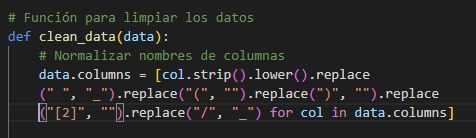 # Función para limpiar los datos
def clean_data(data):
# Normalizar nombres de columnas
data.columns = [col.strip().lower().replace
(" ", "_").replace("(", "").replace(")", "").replace
("[2]", "").replace("/", "_") for col in data.columns]